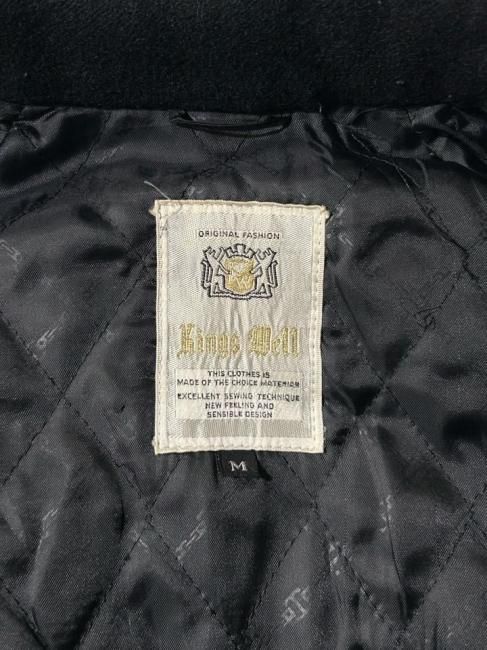 ORIGINAL FASHION
Kings Well
THIS CLOTHES IS
MADE OF THE CHOICE MATERIAR
EXCELLENT SEWING TECHNIQUE
NEW FEELING AND
SENSIBLE DESIGN
M